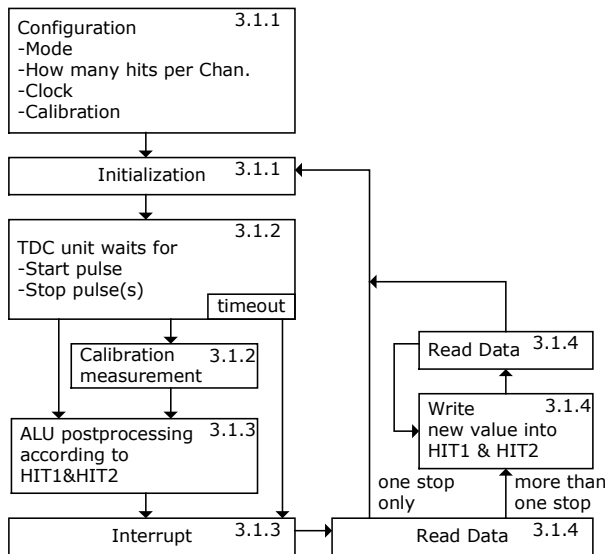 Configuration 3.1.1
-Mode
-How many hits per Chan.
-Clock
-Calibration
Initialization 3.1.1
3.1.2
TDC unit waits for
-Start pulse
-Stop pulse(s)
timeout
Calibration 3.1.2
measurement
ALU postprocessing 3.1.3
according to
HIT1&HIT2
Interrupt 3.1.3
Read Data 3.1.4
Write 3.1.4
new value into
HIT1 & HIT2
one stop
only
more than
one stop
Read Data 3.1.4